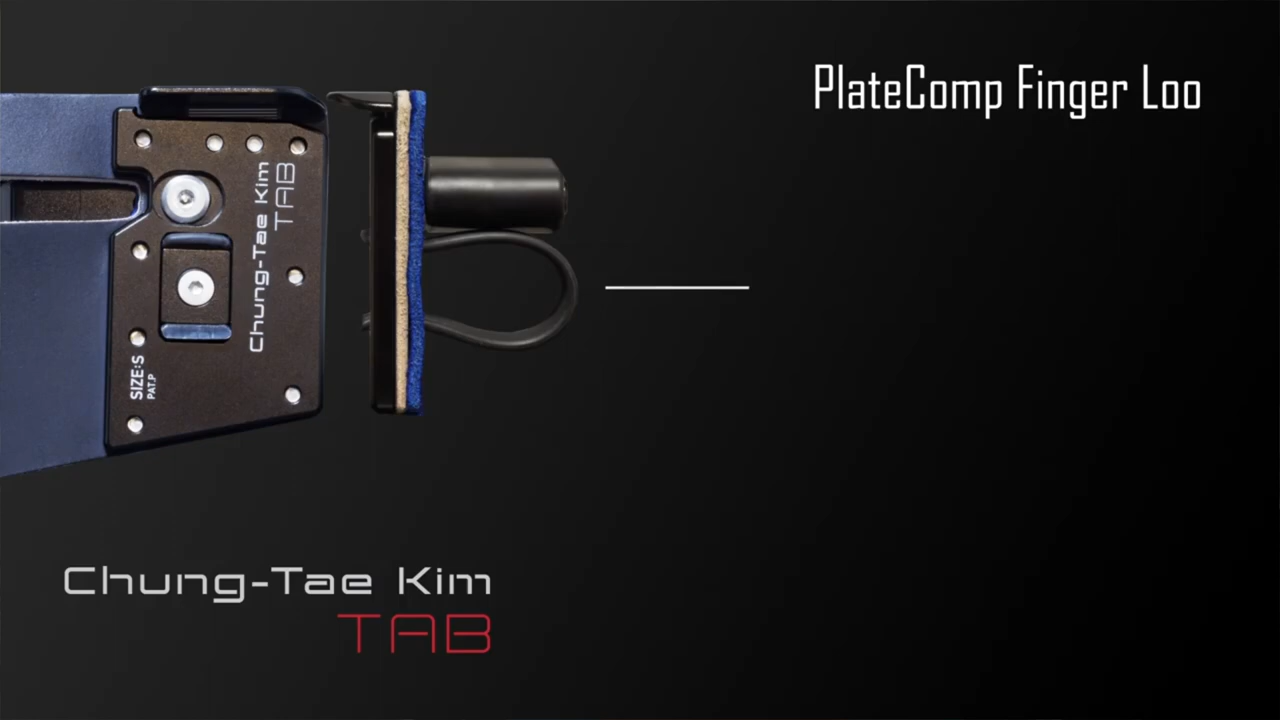 PlateComp Finger Loo
Chung-Tae Kim
TAB
SIZE:S
PAT.P
Chung-Tae Kim
TAB